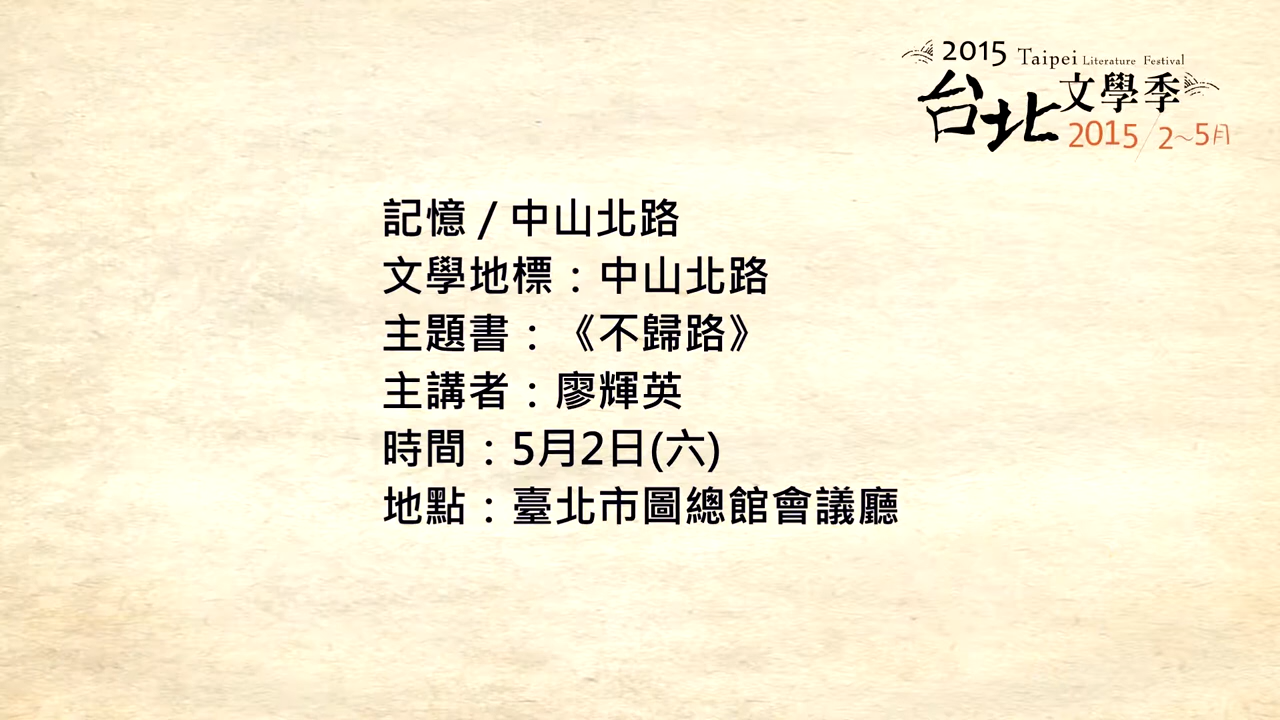 2015 Taipei Literature Festival
台北文學季
2015/2~5月
記憶 / 中山北路
文學地標：中山北路
主題書：《不歸路》
主講者：廖輝英
時間：5月2日(六)
地點：臺北市圖總館會議廳